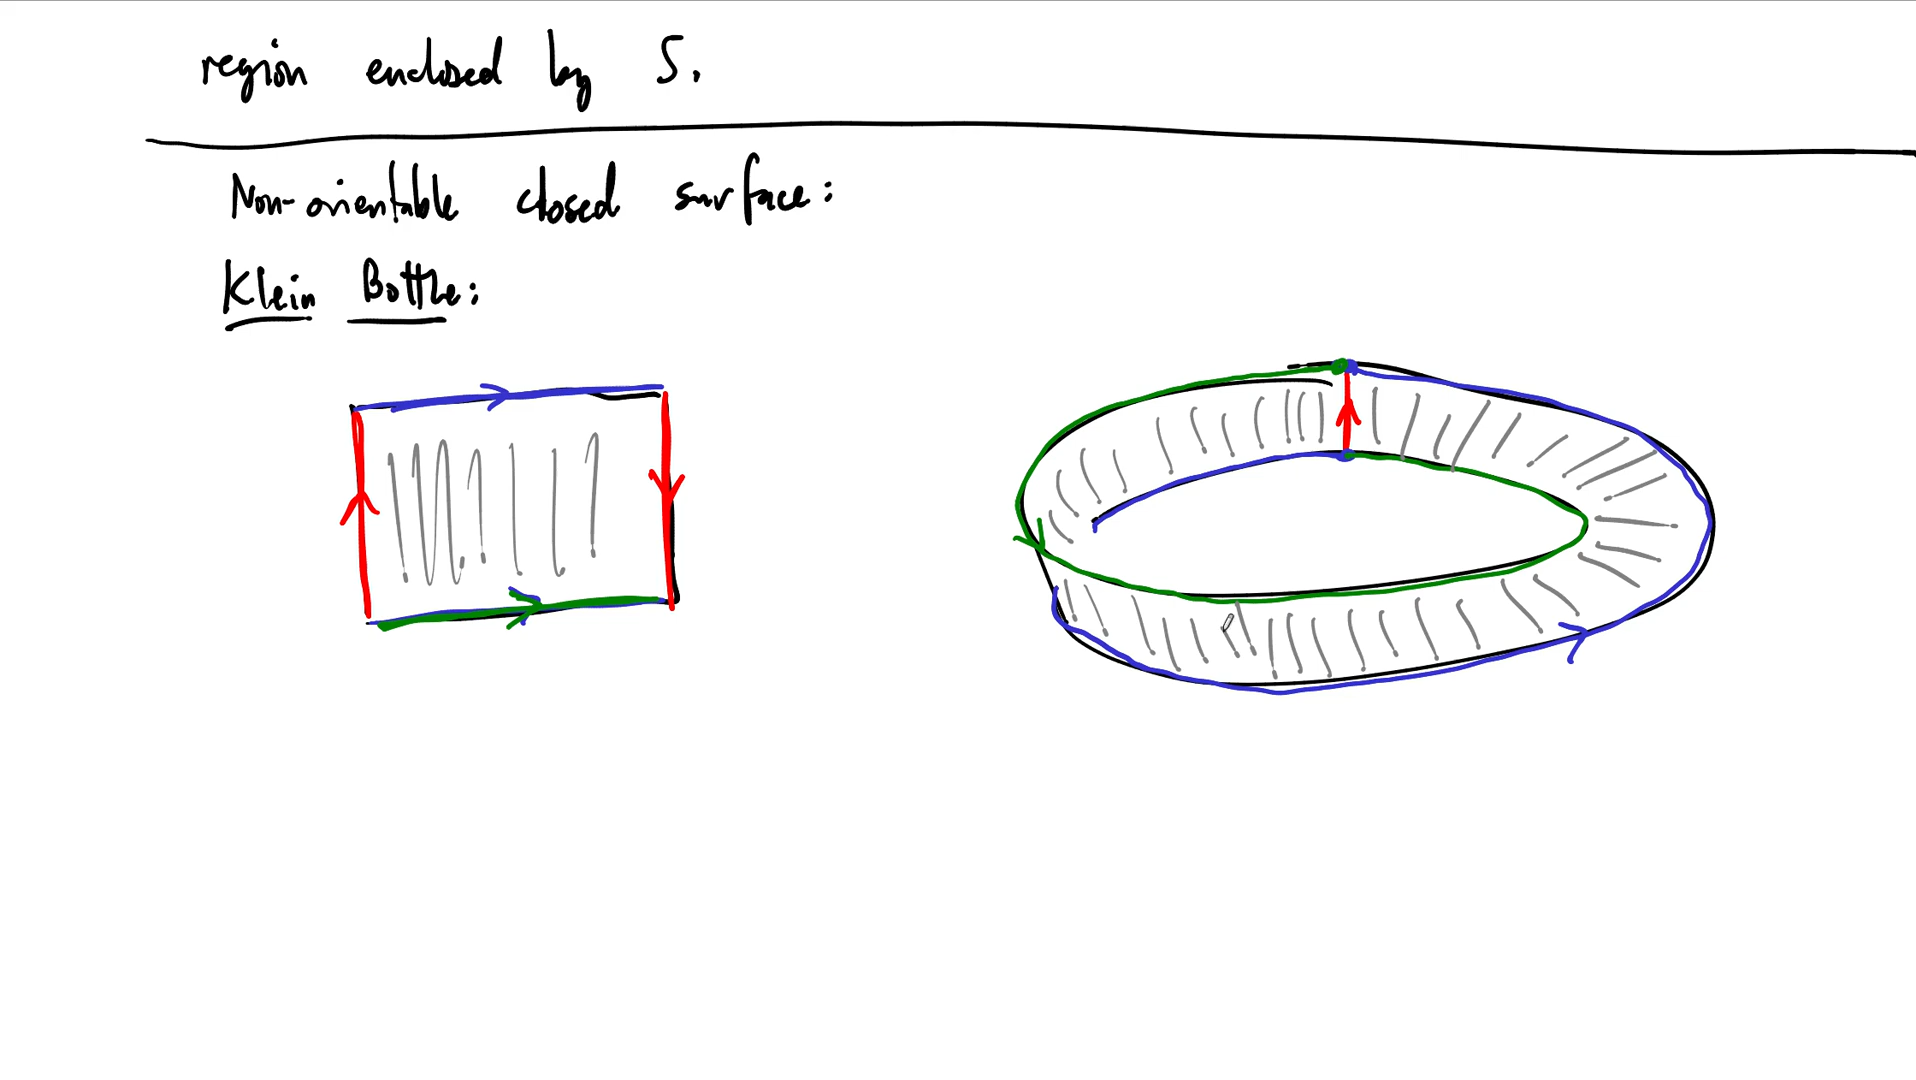 region enclosed by S.
Non-orientable closed surface:
Klein Bottle: